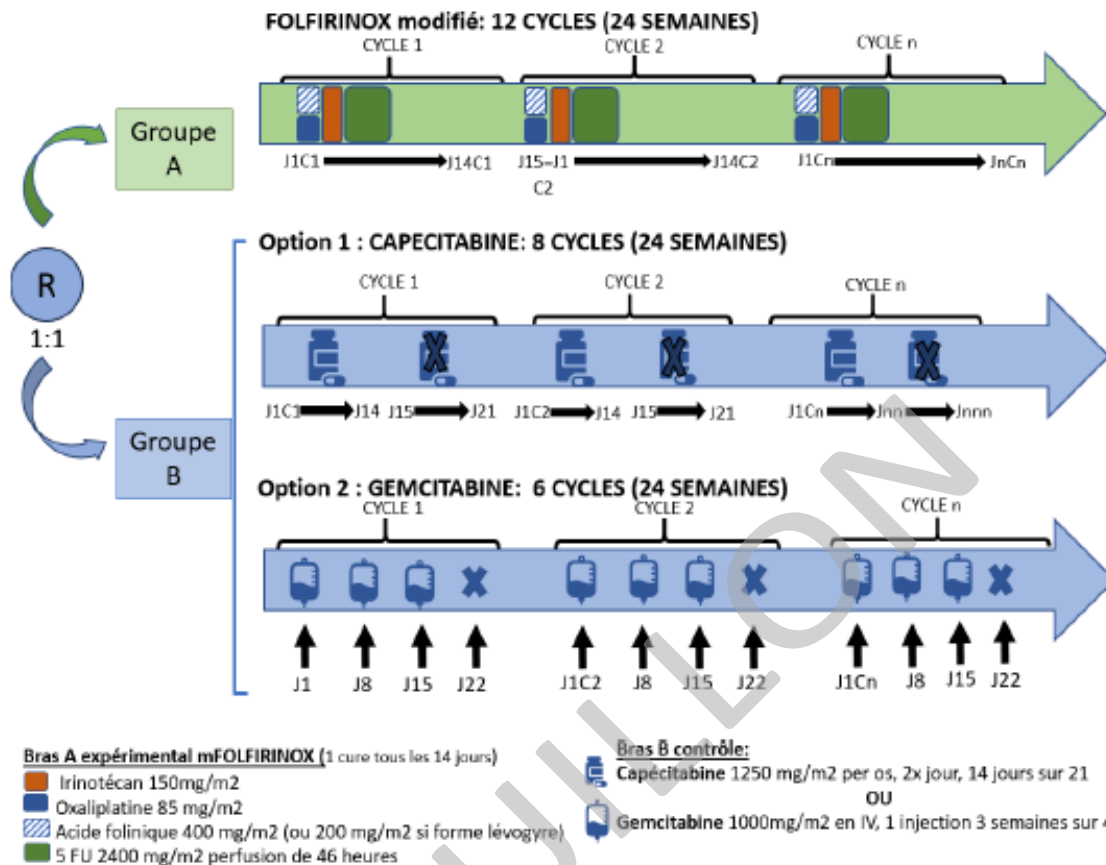 FOLFIRINOX modifié: 12 CYCLES (24 SEMAINES)
CYCLE 1
CYCLE 2
CYCLE n
Groupe
A
J1C1
J14C1
J15–J1
C2
J14C2
J1Cn
JnCn
R
1:1
Groupe
B
Option 1 : CAPECITABINE: 8 CYCLES (24 SEMAINES)
CYCLE 1
CYCLE 2
CYCLE n
J1C1
J14
J15
J21
J1C2
J14
J15
J21
J1Cn
Jnn
Jnnn
Option 2 : GEMCITABINE: 6 CYCLES (24 SEMAINES)
CYCLE 1
CYCLE 2
CYCLE n
J1
J8
J15
J22
J1C2
J8
J15
J22
J1Cn
J8
J15
J22
Bras A expérimental mFOLFIRINOX (1 cure tous les 14 jours)
Irinotécan 150mg/m2
Oxaliplatine 85 mg/m2
Acide folinique 400 mg/m2 (ou 200 mg/m2 si forme lévogyre)
5 FU 2400 mg/m2 perfusion de 46 heures
Bras B contrôle:
Capécitabine 1250 mg/m2 per os, 2x jour, 14 jours sur 21
OU
Gemcitabine 1000mg/m2 en IV, 1 injection 3 semaines sur 4
UILLON